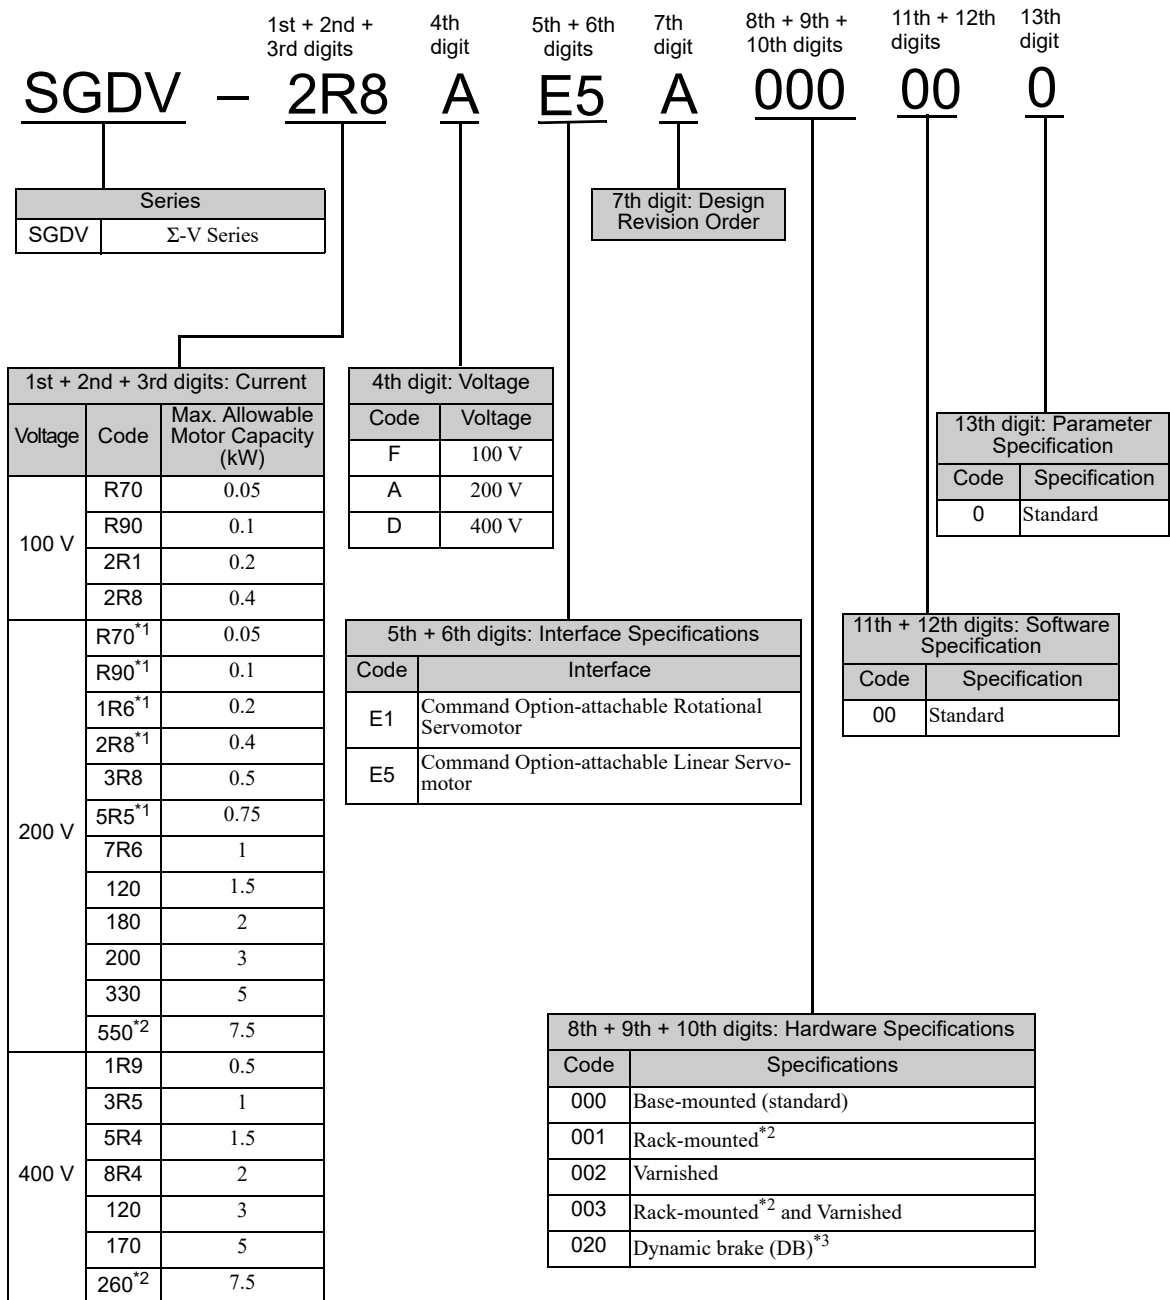 1st + 2nd +
3rd digits
4th
digit
5th + 6th
digits
7th
digit
8th + 9th +
10th digits
11th + 12th
digits
13th
digit
SGDV – 2R8 A E5 A 000 00 0
Series
SGDV Σ-V Series
7th digit: Design
Revision Order
1st + 2nd + 3rd digits: Current
Voltage Code Max. Allowable
Motor Capacity
(kW)
100 V
R70 0.05
R90 0.1
2R1 0.2
2R8 0.4
200 V
R70*1 0.05
R90*1 0.1
1R6*1 0.2
2R8*1 0.4
3R8 0.5
5R5*1 0.75
7R6 1
120 1.5
180 2
200 3
330 5
550*2 7.5
400 V
1R9 0.5
3R5 1
5R4 1.5
8R4 2
120 3
170 5
260*2 7.5
4th digit: Voltage
Code Voltage
F 100 V
A 200 V
D 400 V
13th digit: Parameter
Specification
Code Specification
0 Standard
5th + 6th digits: Interface Specifications
Code Interface
E1 Command Option-attachable Rotational
Servomotor
E5 Command Option-attachable Linear Servo-
motor
11th + 12th digits: Software
Specification
Code Specification
00 Standard
8th + 9th + 10th digits: Hardware Specifications
Code Specifications
000 Base-mounted (standard)
001 Rack-mounted*2
002 Varnished
003 Rack-mounted*2 and Varnished
020 Dynamic brake (DB)*3